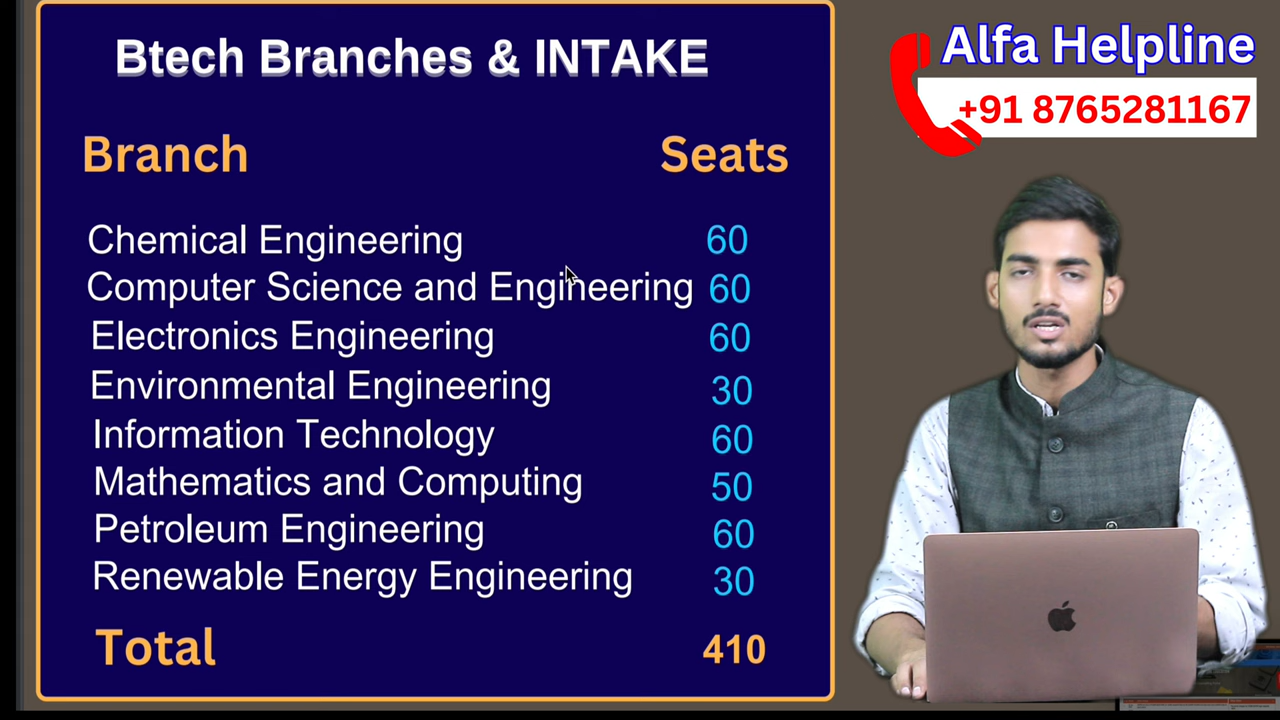 Btech Branches & INTAKE
Alfa Helpline
+91 8765281167
Branch Seats
Chemical Engineering 60
Computer Science and Engineering 60
Electronics Engineering 60
Environmental Engineering 30
Information Technology 60
Mathematics and Computing 50
Petroleum Engineering 60
Renewable Energy Engineering 30
Total 410